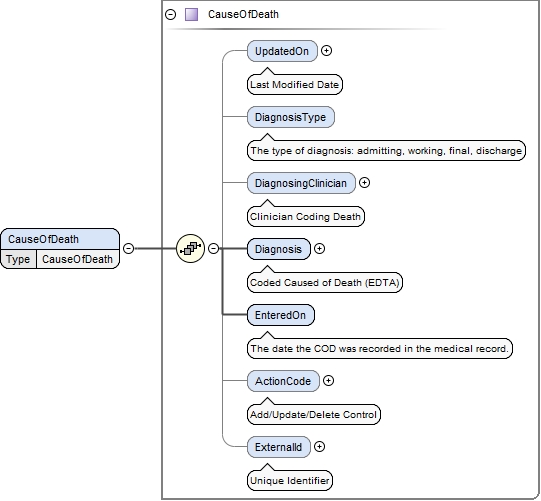 CauseOfDeath
UpdatedOn
Last Modified Date
DiagnosisType
The type of diagnosis: admitting, working, final, discharge
DiagnosingClinician
Clinician Coding Death
CauseOfDeath
Type CauseOfDeath
Diagnosis
Coded Caused of Death (EDTA)
EnteredOn
The date the COD was recorded in the medical record.
ActionCode
Add/Update/Delete Control
ExternalId
Unique Identifier